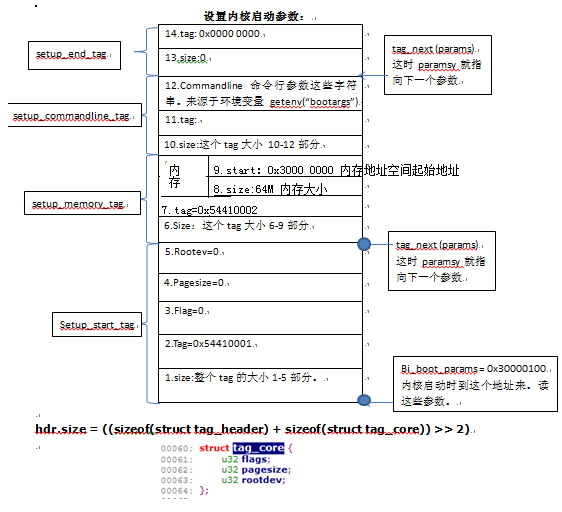 设置内核启动参数：
setup_end_tag
14.tag: 0x0000 0000.
13.size:0
tag_next (params).
这时 paramsy 就指
向下一个参数.
setup_commandline_tag
12.Commandline 命令行参数这些字符
串。来源于环境变量 getenv("bootargs")
11.tag:
10.size:这个 tag 大小 10-12 部分.
setup_memory_tag
内
存
9.start：0x3000 0000 内存地址空间起始地址
8.size:64M 内存大小
7.tag=0x54410002
6.Size：这个 tag 大小 6-9 部分.
tag_next (params).
这时 paramsy 就指
向下一个参数.
Setup_start_tag
5.Rootev=0.
4.Pagesize=0.
3.Flag=0.
2.Tag=0x54410001.
1.size:整个 tag 的大小 1-5 部分。
Bi_boot_params = 0x30000100.
内核启动时到这个地址来。读
这些参数。
hdr.size = ((sizeof(struct tag_header) + sizeof(struct tag_core)) >> 2)
00060: struct tag_core {
00061: u32 flags;
00062: u32 pagesize;
00063: u32 rootdev;
00064: };